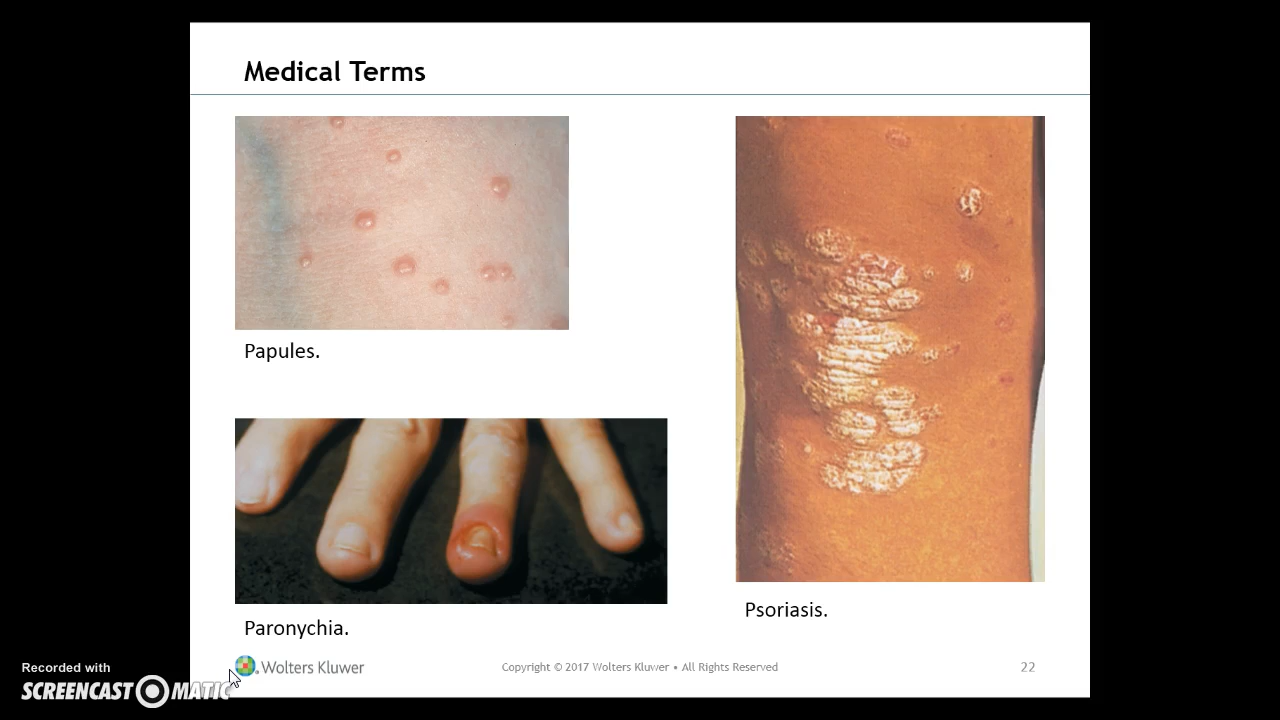 Medical Terms
Papules.
Paronychia.
Psoriasis.
Wolters Kluwer
Copyright © 2017 Wolters Kluwer • All Rights Reserved
22
Recorded with
SCREENCAST MATIC